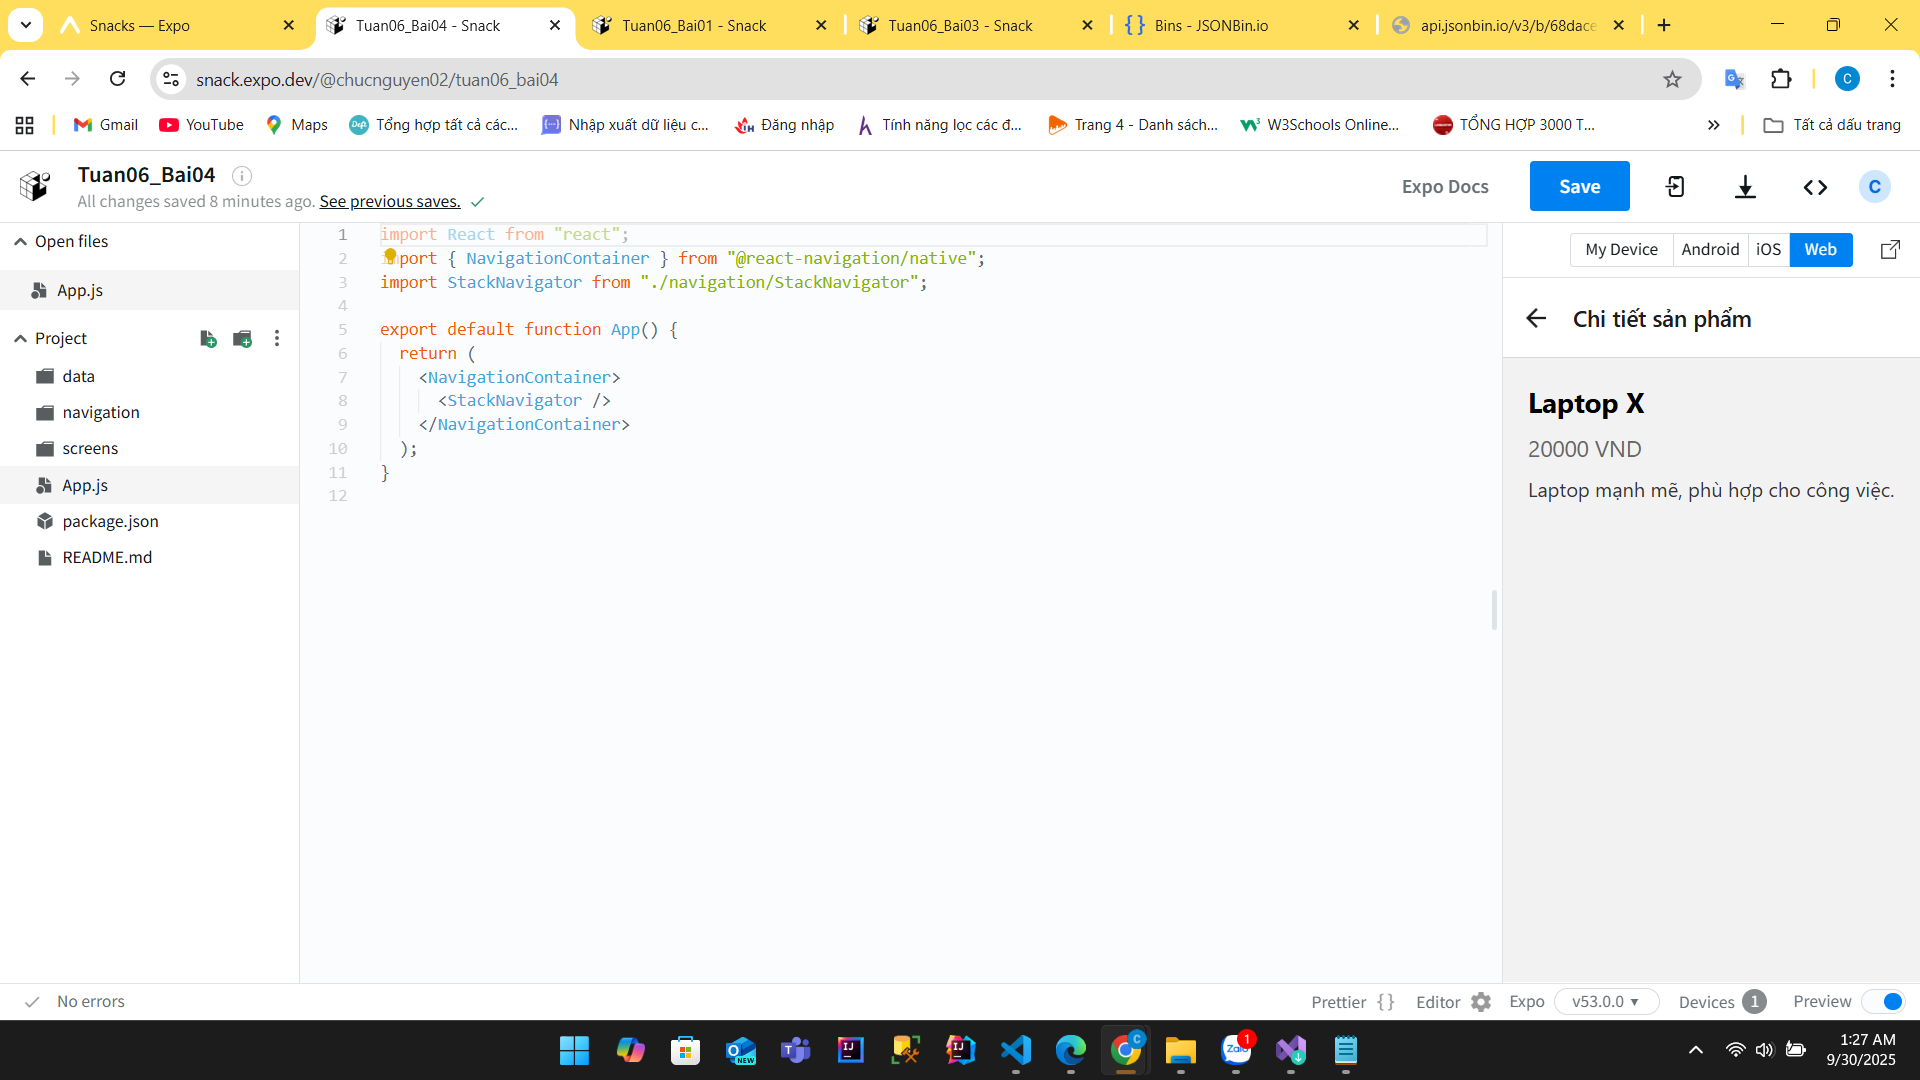 Snacks — Expo
Tuan06_Bai04 - Snack
Tuan06_Bai01 - Snack
Tuan06_Bai03 - Snack
{ } Bins - JSONBin.io
api.jsonbin.io/v3/b/68dace
snack.expo.dev/@chucnguyen02/tuan06_bai04
C
Gmail
YouTube
Maps
Tổng hợp tất cả các...
Nhập xuất dữ liệu c...
Đăng nhập
Tính năng lọc các đ...
Trang 4 - Danh sách...
W3Schools Online...
TỔNG HỢP 3000 T...
Tất cả dấu trang
Tuan06_Bai04
All changes saved 8 minutes ago. See previous saves.
Expo Docs
Save
C
Open files
App.js
Project
data
navigation
screens
App.js
package.json
README.md
1 import React from "react";
2 import { NavigationContainer } from "@react-navigation/native";
3 import StackNavigator from "./navigation/StackNavigator";
4
5 export default function App() {
6 return (
7 <NavigationContainer>
8 <StackNavigator />
9 </NavigationContainer>
10 );
11 }
12
My Device
Android
iOS
Web
Chi tiết sản phẩm
Laptop X
20000 VND
Laptop mạnh mẽ, phù hợp cho công việc.
No errors
Prettier { }
Editor
Expo
v53.0.0
Devices 1
Preview
NEW
Zalo
1
C
1:27 AM
9/30/2025